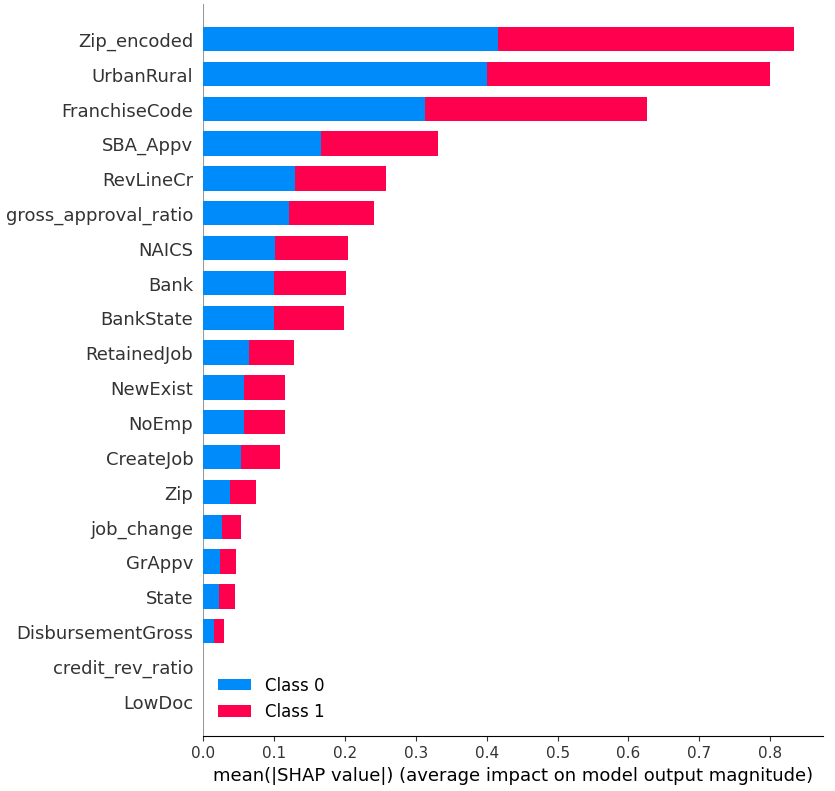 Zip_encoded
UrbanRural
FranchiseCode
SBA_Appv
RevLineCr
gross_approval_ratio
NAICS
Bank
BankState
RetainedJob
NewExist
NoEmp
CreateJob
Zip
job_change
GrAppv
State
DisbursementGross
credit_rev_ratio
LowDoc
Class 0
Class 1
0.0 0.1 0.2 0.3 0.4 0.5 0.6 0.7 0.8
mean(|SHAP value|) (average impact on model output magnitude)